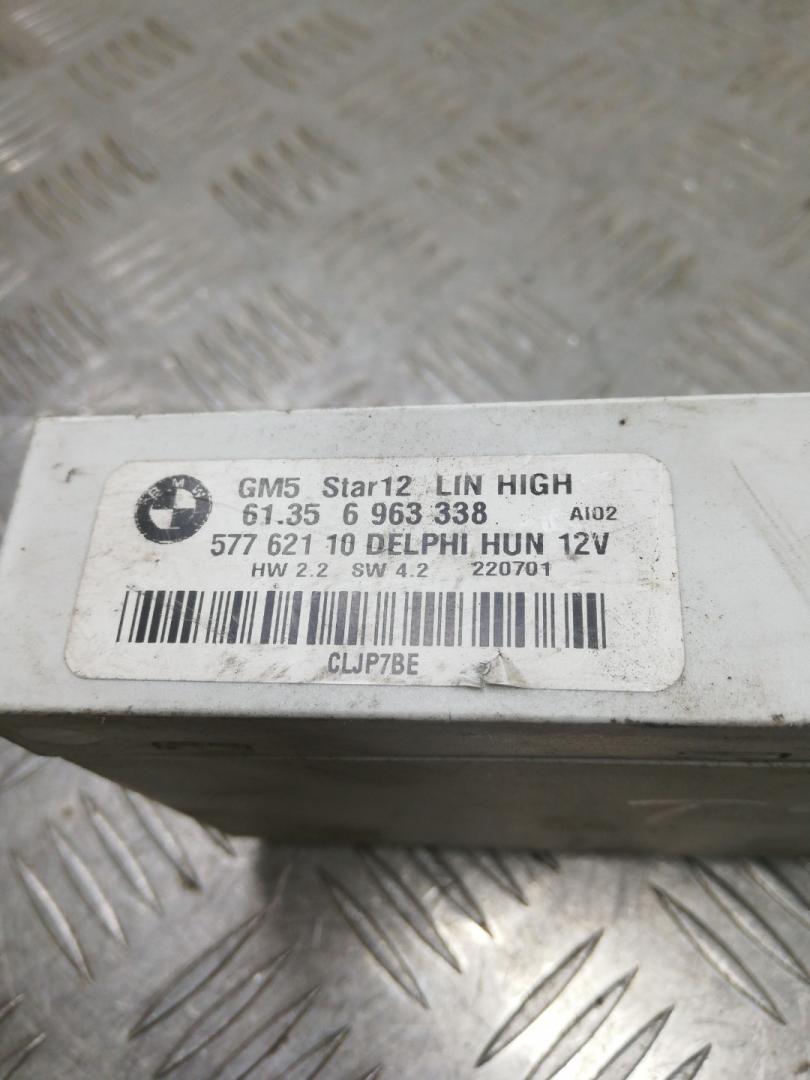 BMW
GM5 Star12 LIN HIGH
61.35 6 963 338 AI02
577 621 10 DELPHI HUN 12V
HW 2.2 SW 4.2 220701
CLJP7BE